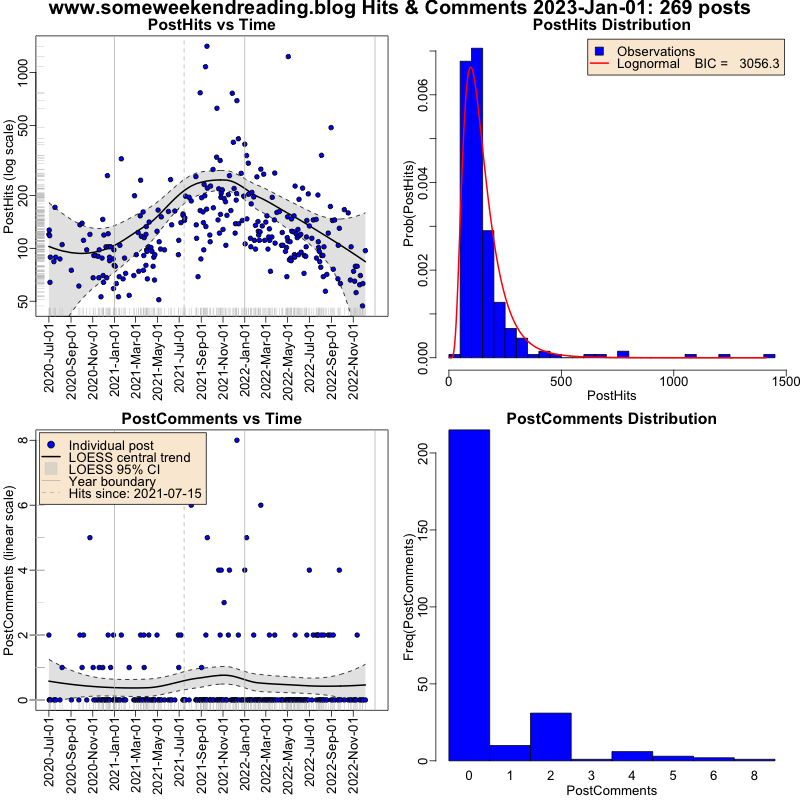 www.someweekendreading.blog Hits & Comments 2023-Jan-01: 269 posts
PostHits vs Time
PostHits (log scale)
50
100
200
500
1000
2020-Jul-01
2020-Sep-01
2020-Nov-01
2021-Jan-01
2021-Mar-01
2021-May-01
2021-Jul-01
2021-Sep-01
2021-Nov-01
2022-Jan-01
2022-Mar-01
2022-May-01
2022-Jul-01
2022-Sep-01
2022-Nov-01
PostHits Distribution
Observations
Lognormal BIC = 3056.3
Prob(PostHits)
0.000
0.002
0.004
0.006
0
500
1000
1500
PostHits
PostComments vs Time
Individual post
LOESS central trend
LOESS 95% CI
Year boundary
Hits since: 2021-07-15
PostComments (linear scale)
0
2
4
6
8
2020-Jul-01
2020-Sep-01
2020-Nov-01
2021-Jan-01
2021-Mar-01
2021-May-01
2021-Jul-01
2021-Sep-01
2021-Nov-01
2022-Jan-01
2022-Mar-01
2022-May-01
2022-Jul-01
2022-Sep-01
2022-Nov-01
PostComments Distribution
Freq(PostComments)
0
50
100
150
200
0 1 2 3 4 5 6 8
PostComments